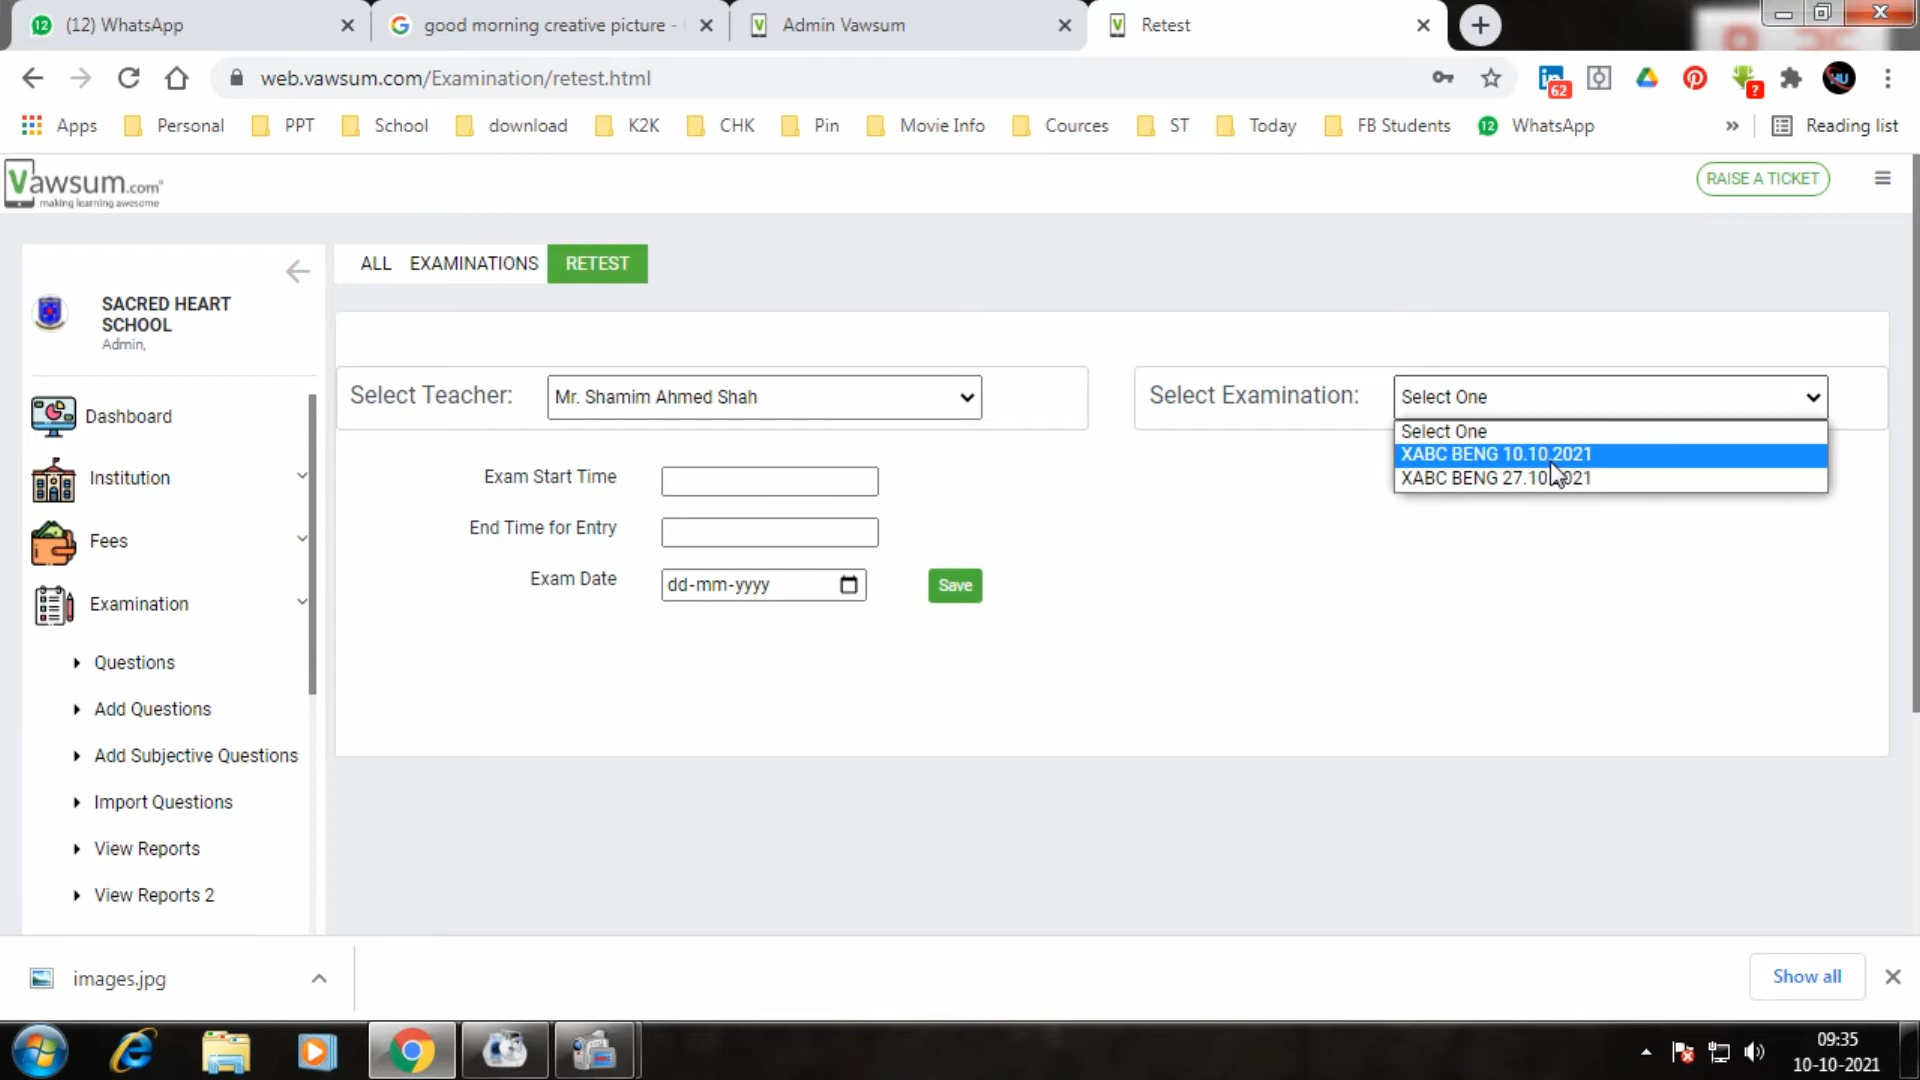 (12) WhatsApp
good morning creative picture -
Admin Vawsum
Retest
web.vawsum.com/Examination/retest.html
62
?
Apps
Personal
PPT
School
download
K2K
CHK
Pin
Movie Info
Cources
ST
Today
FB Students
12
WhatsApp
»
Reading list
Vawsum.com®
making learning awesome
RAISE A TICKET
SACRED HEART
SCHOOL
Admin,
Dashboard
Institution
Fees
Examination
Questions
Add Questions
Add Subjective Questions
Import Questions
View Reports
View Reports 2
ALL EXAMINATIONS RETEST
Select Teacher: Mr. Shamim Ahmed Shah
Select Examination: Select One
Select One
XABC BENG 10.10.2021
XABC BENG 27.10.2021
Exam Start Time
End Time for Entry
Exam Date dd-mm-yyyy
Save
images.jpg
Show all
09:35
10-10-2021